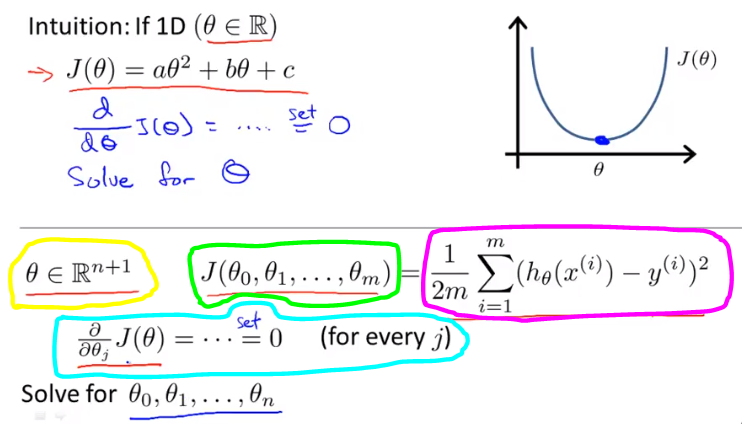 Intuition: If 1D (θ ∈ ℝ)
→ J(θ) = aθ² + bθ + c
d/dθ J(θ) = .... set = 0
Solve for θ
J(θ)
θ
θ ∈ ℝⁿ⁺¹ J(θ₀, θ₁, . . . , θₘ) = 1/2m ∑ᵢ₌₁ᵐ (h_θ(x⁽ⁱ⁾) − y⁽ⁱ⁾)²
∂/∂θⱼ J(θ) = · · · set = 0 (for every j)
Solve for θ₀, θ₁, . . . , θₙ